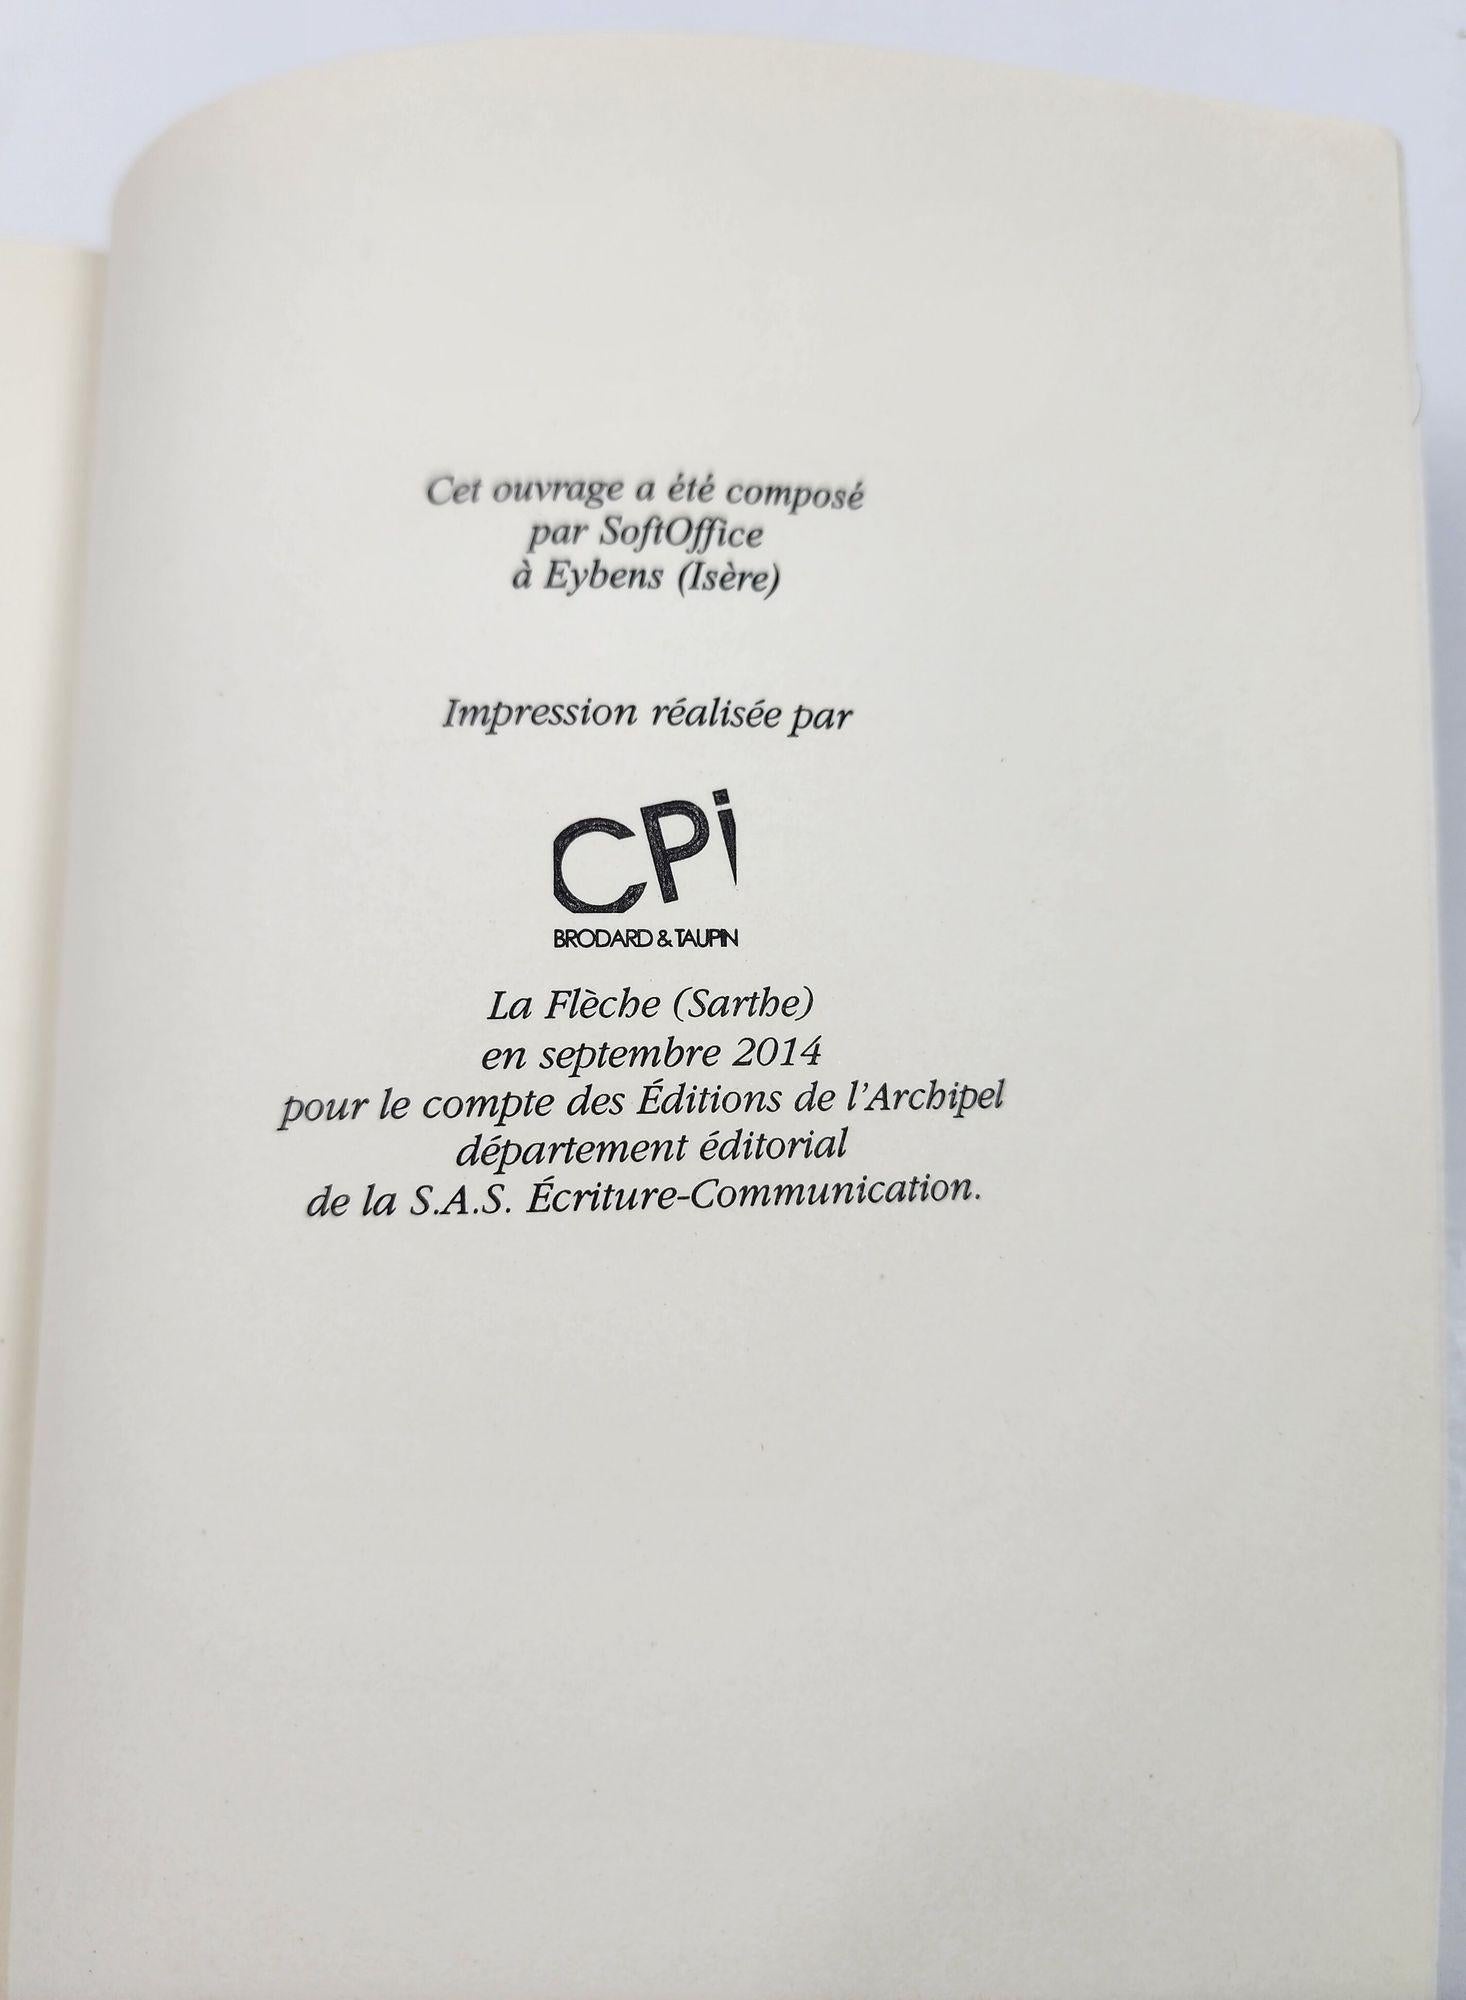 Cet ouvrage a été composé
par SoftOffice
à Eybens (Isère)
Impression réalisée par
CPi
BRODARD & TAUPIN
La Flèche (Sarthe)
en septembre 2014
pour le compte des Éditions de l'Archipel
département éditorial
de la S.A.S. Écriture-Communication.